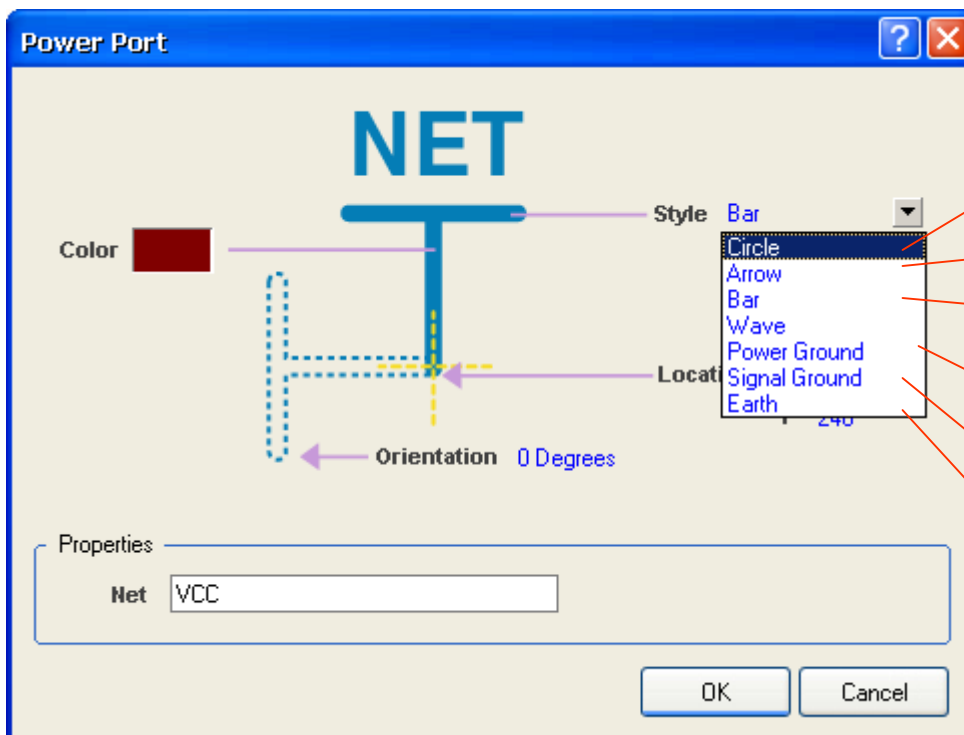 Power Port
NET
Style Bar
Color
Circle
Arrow
Bar
Wave
Power Ground
Signal Ground
Earth
Orientation 0 Degrees
Properties
Net VCC
OK Cancel